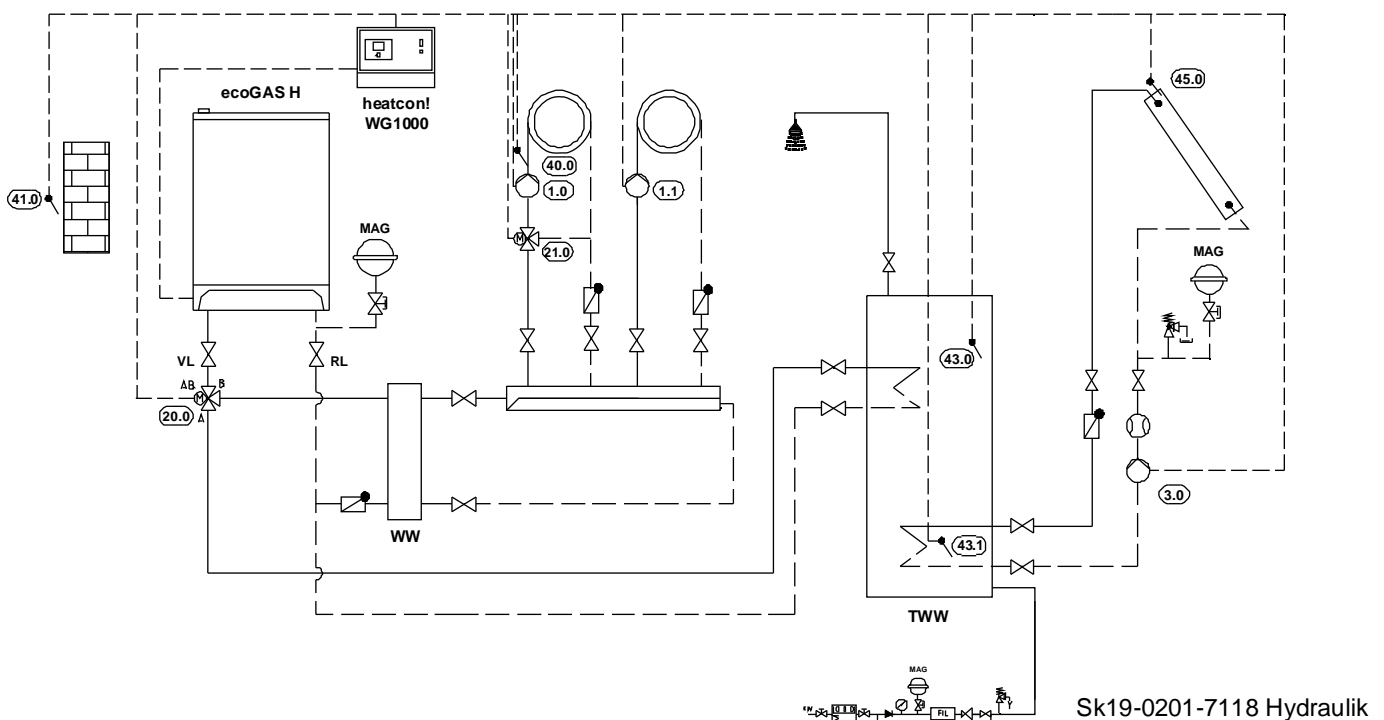 ecoGAS H
heatcon!
WG1000
45.0
40.0
1.0
1.1
41.0
MAG
21.0
MAG
VL
RL
43.0
AB
B
20.0
A
3.0
WW
43.1
TWW
MAG
FIL
Sk19-0201-7118 Hydraulik